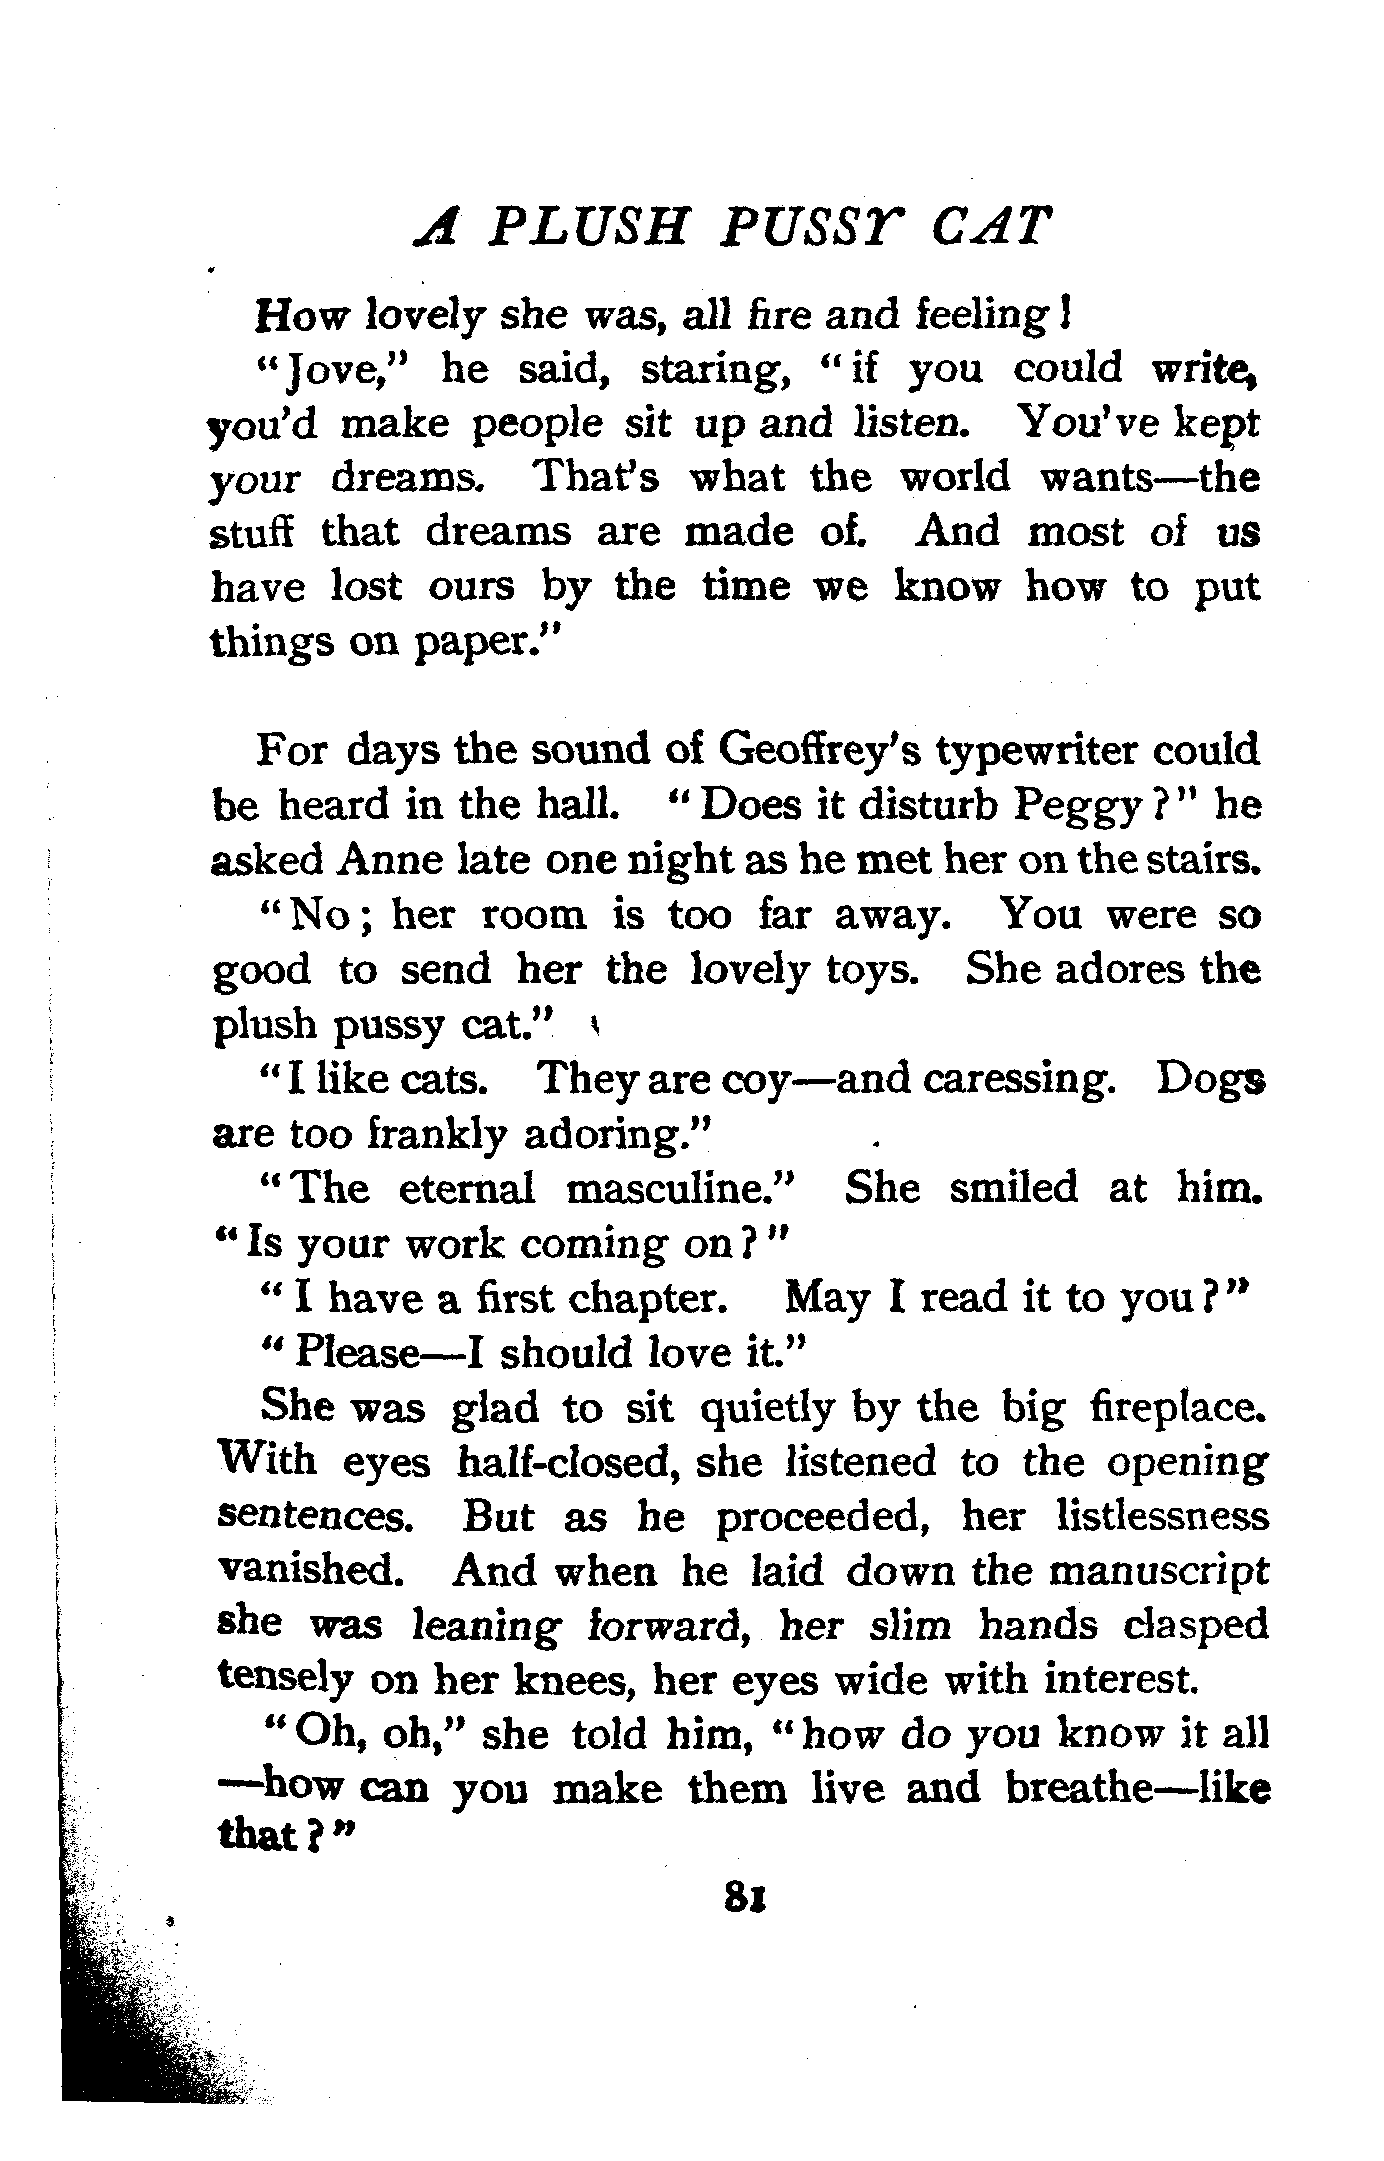 A PLUSH PUSSY CAT
How lovely she was, all fire and feeling!
"Jove," he said, staring, "if you could write,
you'd make people sit up and listen. You've kept
your dreams. That's what the world wants—the
stuff that dreams are made of. And most of us
have lost ours by the time we know how to put
things on paper."
For days the sound of Geoffrey's typewriter could
be heard in the hall. "Does it disturb Peggy?" he
asked Anne late one night as he met her on the stairs.
"No; her room is too far away. You were so
good to send her the lovely toys. She adores the
plush pussy cat."
"I like cats. They are coy—and caressing. Dogs
are too frankly adoring."
"The eternal masculine." She smiled at him.
"Is your work coming on?"
"I have a first chapter. May I read it to you?"
"Please—I should love it."
She was glad to sit quietly by the big fireplace.
With eyes half-closed, she listened to the opening
sentences. But as he proceeded, her listlessness
vanished. And when he laid down the manuscript
she was leaning forward, her slim hands clasped
tensely on her knees, her eyes wide with interest.
"Oh, oh," she told him, "how do you know it all
—how can you make them live and breathe—like
that?"
81